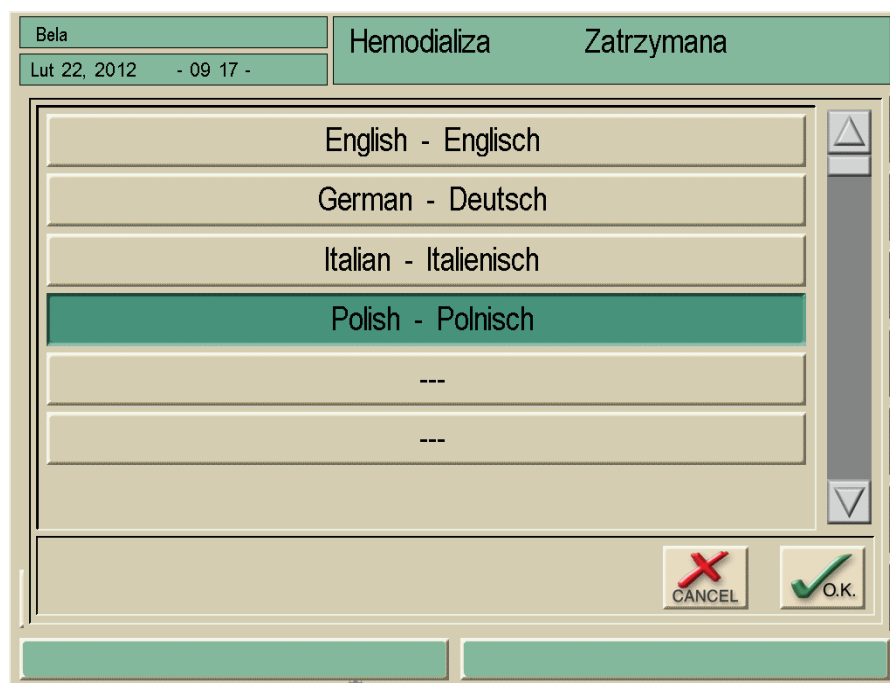 Bela
Hemodializa Zatrzymana
Lut 22, 2012 - 09 17 -
English - Englisch
German - Deutsch
Italian - Italienisch
Polish - Polnisch
---
---
CANCEL
O.K.